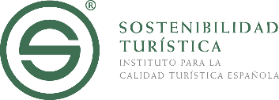 ®
SOSTENIBILIDAD
TURÍSTICA
INSTITUTO PARA LA
CALIDAD TURÍSTICA ESPAÑOLA